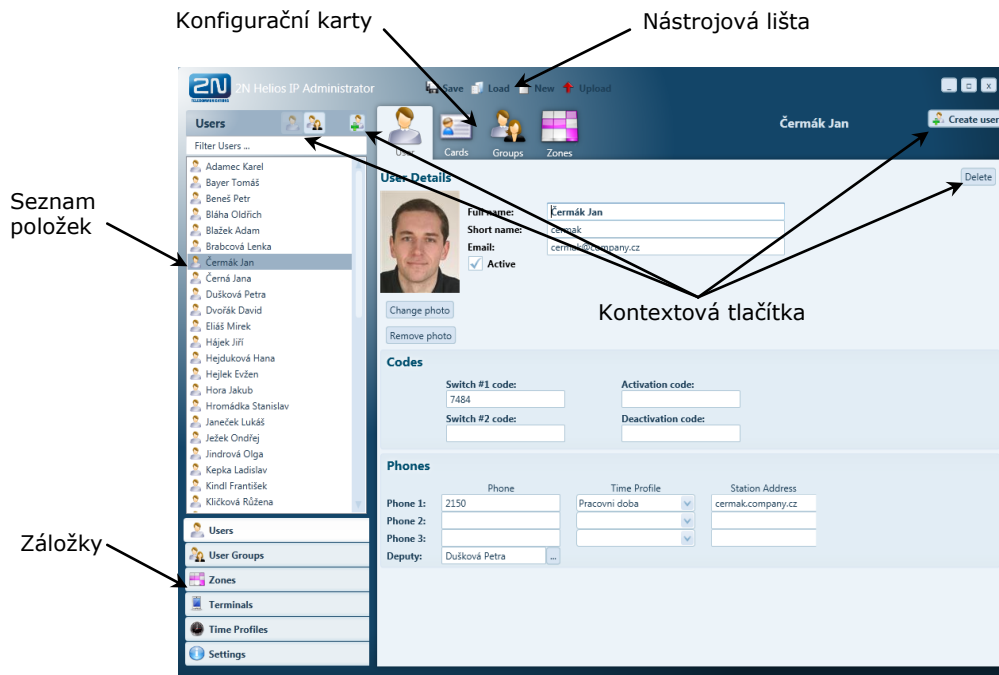 Konfigurační karty
Nástrojová lišta
2N
2N Helios IP Administrator
Save
Load
New
Upload
Users
User
Cards
Groups
Zones
Čermák Jan
Create user
Filter Users ...
Adamec Karel
Bayer Tomáš
Beneš Petr
Bláha Oldřich
Blažek Adam
Brabcová Lenka
Čermák Jan
Černá Jana
Dušková Petra
Dvořák David
Eliáš Mirek
Hájek Jiří
Hejduková Hana
Hejlek Evžen
Hora Jakub
Hromádka Stanislav
Janeček Lukáš
Ježek Ondřej
Jindrová Olga
Kepka Ladislav
Kindl František
Kličková Růžena
Seznam
položek
User Details
Delete
Full name:
Čermák Jan
Short name:
cermak
Email:
cermak@company.cz
Active
Change photo
Remove photo
Kontextová tlačítka
Codes
Switch #1 code:
7484
Activation code:
Switch #2 code:
Deactivation code:
Phones
Phone
Time Profile
Station Address
Phone 1:
2150
Pracovni doba
cermak.company.cz
Phone 2:
Phone 3:
Deputy:
Dušková Petra
...
Záložky
Users
User Groups
Zones
Terminals
Time Profiles
Settings